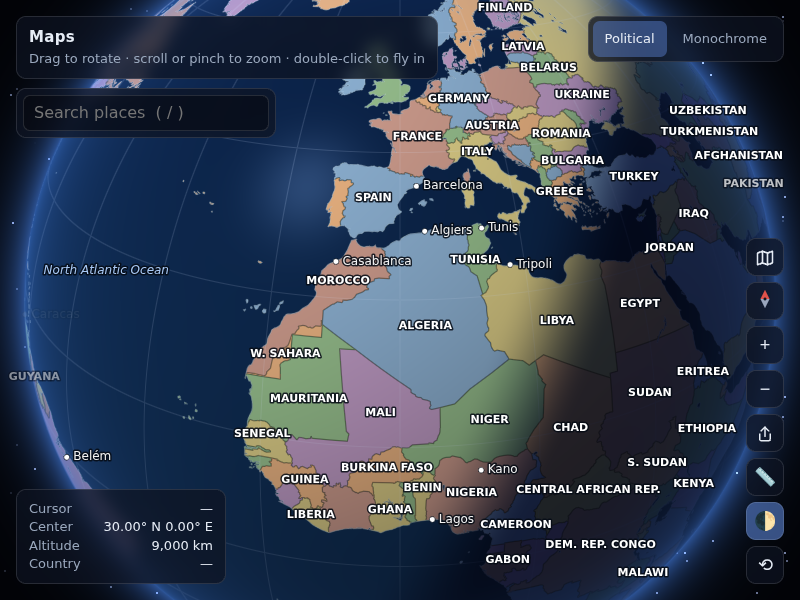 Maps
Drag to rotate · scroll or pinch to zoom · double-click to fly in
Search places ( / )
Political
Monochrome
FINLAND
LATVIA
BELARUS
GERMANY
UKRAINE
UZBEKISTAN
AUSTRIA
TURKMENISTAN
FRANCE
ROMANIA
ITALY
AFGHANISTAN
BULGARIA
TURKEY
PAKISTAN
Barcelona
SPAIN
GREECE
IRAQ
Algiers
Tunis
JORDAN
Casablanca
TUNISIA
Tripoli
North Atlantic Ocean
MOROCCO
EGYPT
Caracas
ALGERIA
LIBYA
W. SAHARA
GUYANA
ERITREA
MAURITANIA
SUDAN
MALI
NIGER
CHAD
ETHIOPIA
SENEGAL
Belém
BURKINA FASO
Kano
S. SUDAN
GUINEA
BENIN
NIGERIA
CENTRAL AFRICAN REP.
KENYA
LIBERIA
GHANA
Lagos
CAMEROON
DEM. REP. CONGO
GABON
MALAWI
Cursor —
Center 30.00° N 0.00° E
Altitude 9,000 km
Country —
+
−